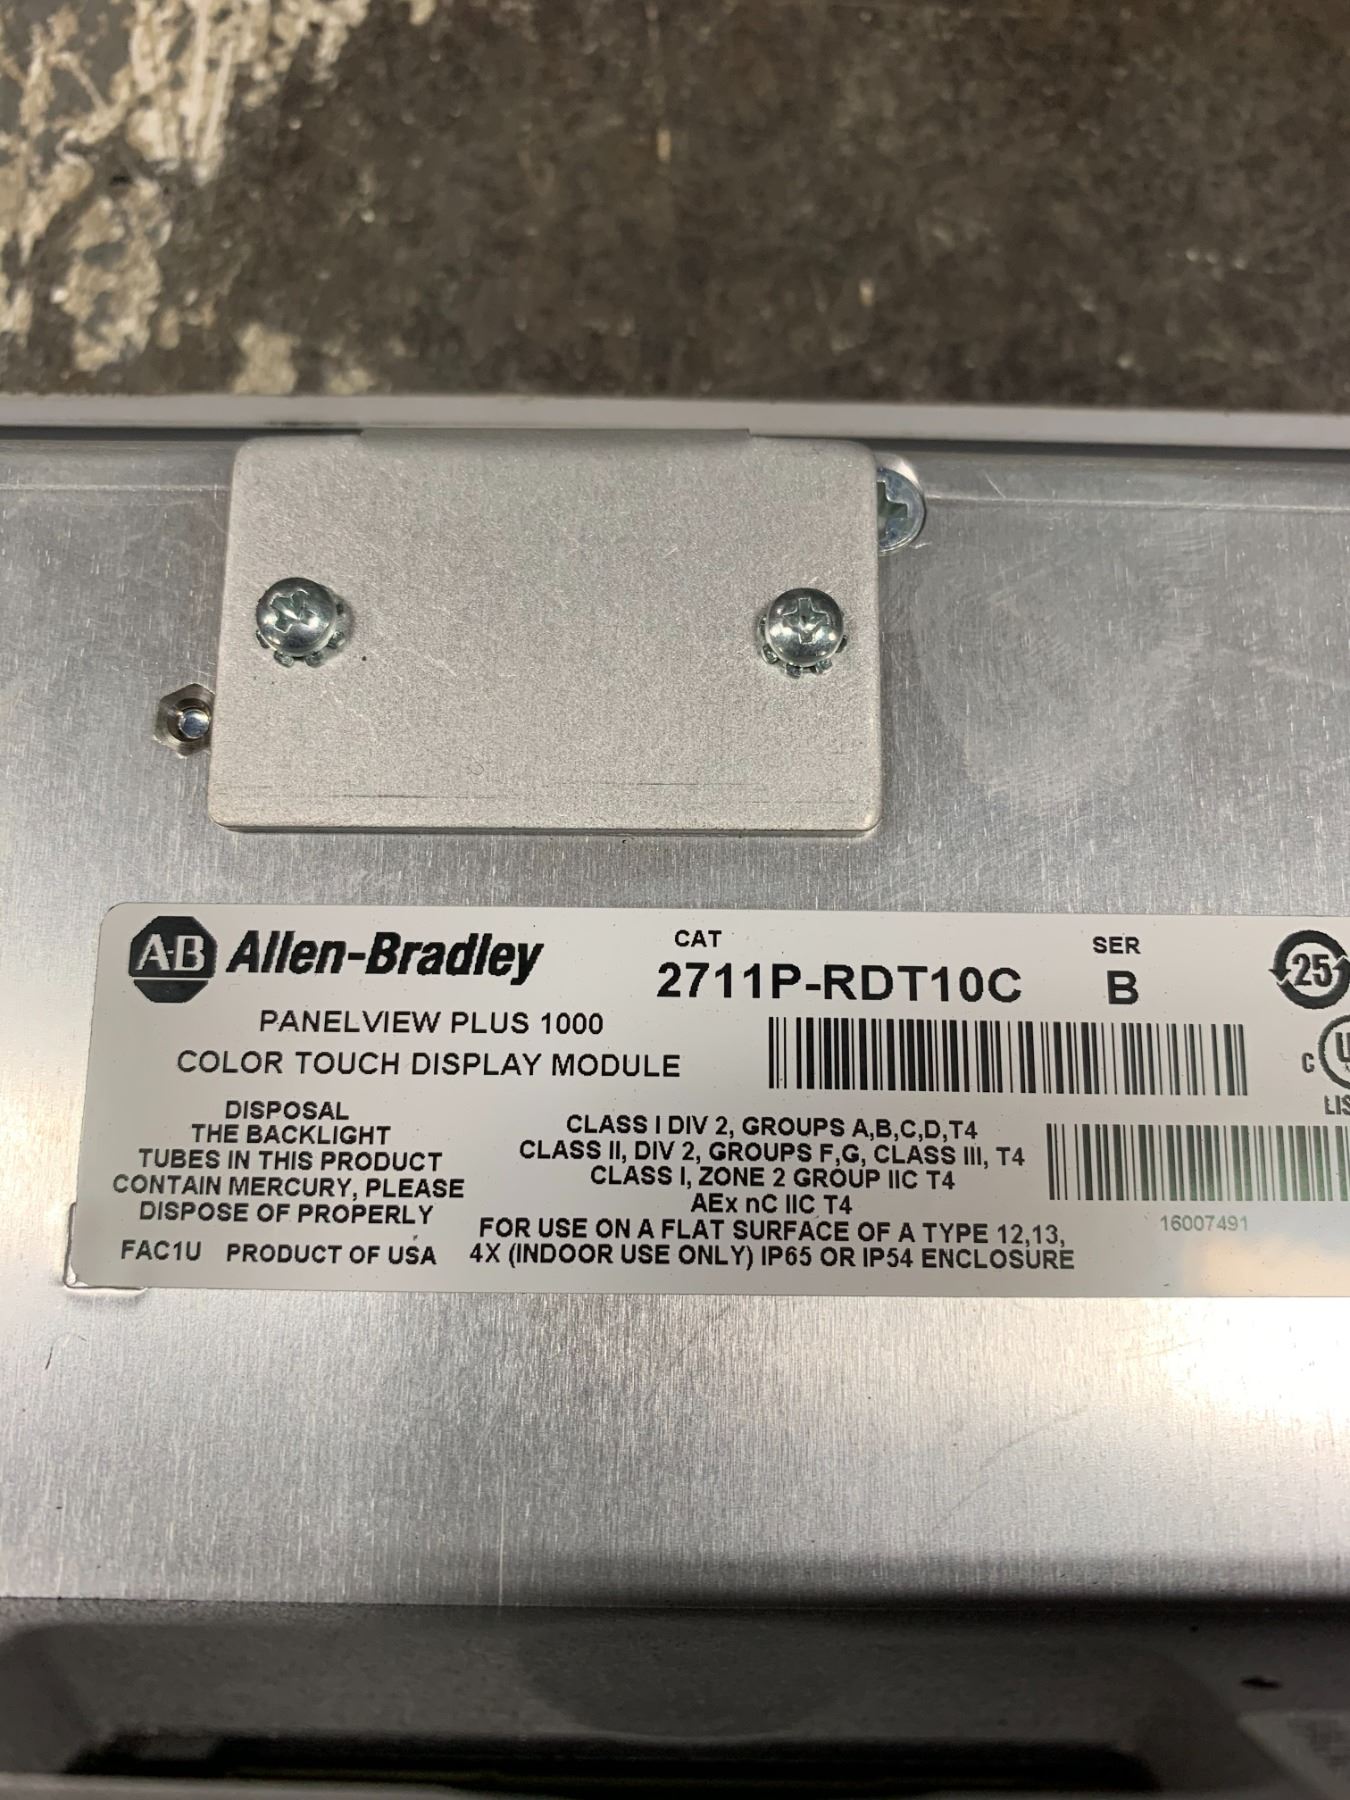 A-B Allen-Bradley
PANELVIEW PLUS 1000
COLOR TOUCH DISPLAY MODULE
CAT
2711P-RDT10C
SER
B
25
DISPOSAL
THE BACKLIGHT
TUBES IN THIS PRODUCT
CONTAIN MERCURY, PLEASE
DISPOSE OF PROPERLY
FAC1U PRODUCT OF USA
CLASS I DIV 2, GROUPS A,B,C,D,T4
CLASS II, DIV 2, GROUPS F,G, CLASS III, T4
CLASS I, ZONE 2 GROUP IIC T4
AEx nC IIC T4
FOR USE ON A FLAT SURFACE OF A TYPE 12,13,
4X (INDOOR USE ONLY) IP65 OR IP54 ENCLOSURE
C U
LIS
16007491